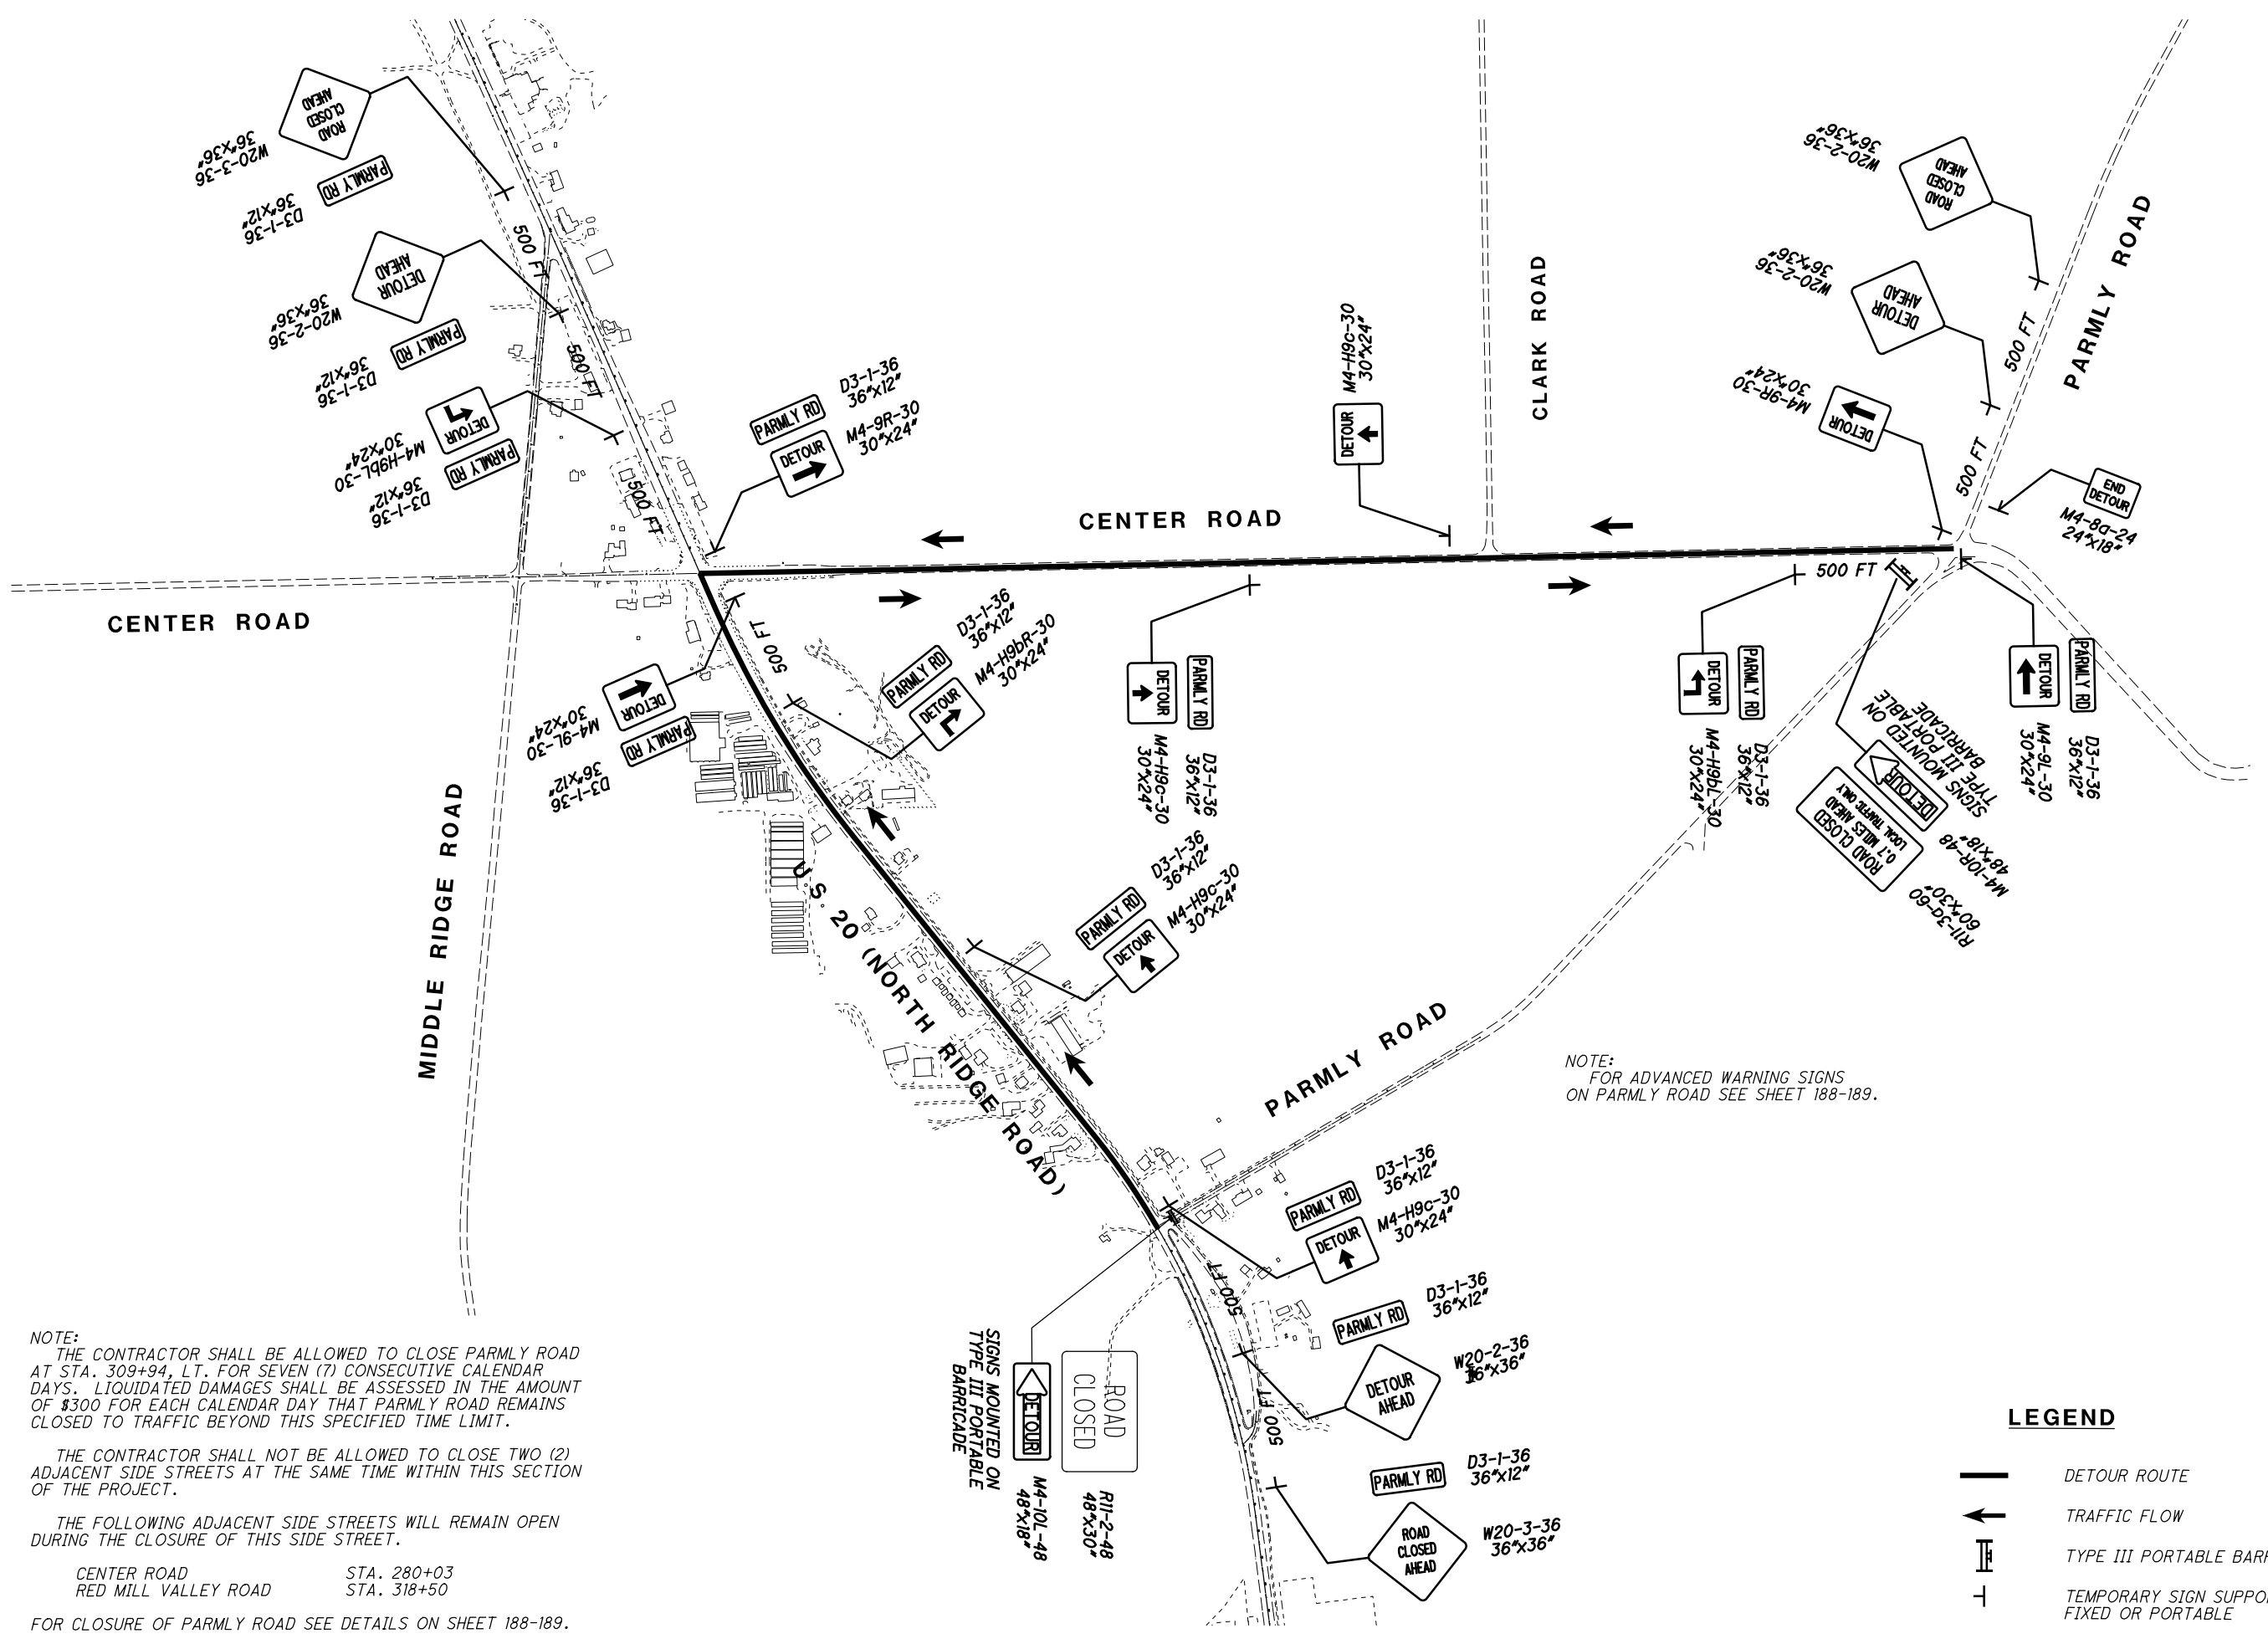 ROAD
CLOSED
AHEAD
W20-3-36
36"x36"
PARMLY RD
D3-1-36
36"x12"
500 FT
DETOUR
AHEAD
W20-2-36
36"x36"
PARMLY RD
D3-1-36
36"x12"
500 FT
DETOUR
M4-H9bL-30
30"x24"
PARMLY RD
D3-1-36
36"x12"
500 FT
PARMLY RD
D3-1-36
36"x12"
DETOUR
M4-9R-30
30"x24"
CENTER ROAD
M4-H9c-30
30"x24"
DETOUR
CLARK ROAD
ROAD
CLOSED
AHEAD
W20-2-36
36"x36"
DETOUR
AHEAD
W20-2-36
36"x36"
DETOUR
M4-9R-30
30"x24"
500 FT
500 FT
PARMLY ROAD
END
DETOUR
M4-8a-24
24"x18"
500 FT
CENTER ROAD
500 FT
DETOUR
M4-9L-30
30"x24"
PARMLY RD
D3-1-36
36"x12"
PARMLY RD
D3-1-36
36"x12"
DETOUR
M4-H9bR-30
30"x24"
DETOUR
PARMLY RD
M4-H9c-30
30"x24"
D3-1-36
36"x12"
DETOUR
PARMLY RD
M4-H9bL-30
30"x24"
D3-1-36
36"x12"
DETOUR
PARMLY RD
M4-9L-30
30"x24"
D3-1-36
36"x12"
SIGNS MOUNTED ON
TYPE III PORTABLE
BARRICADE
DETOUR
M4-10R-48
48"x18"
ROAD CLOSED
0.7 MILES AHEAD
LOCAL TRAFFIC ONLY
R11-3a-60
60"x30"
MIDDLE RIDGE ROAD
U.S. 20 (NORTH RIDGE ROAD)
PARMLY RD
D3-1-36
36"x12"
DETOUR
M4-H9c-30
30"x24"
PARMLY ROAD
NOTE:
FOR ADVANCED WARNING SIGNS
ON PARMLY ROAD SEE SHEET 188-189.
PARMLY RD
D3-1-36
36"x12"
DETOUR
M4-H9c-30
30"x24"
500 FT
PARMLY RD
D3-1-36
36"x12"
DETOUR
AHEAD
W20-2-36
36"x36"
500 FT
PARMLY RD
D3-1-36
36"x12"
ROAD
CLOSED
AHEAD
W20-3-36
36"x36"
SIGNS MOUNTED ON
TYPE III PORTABLE
BARRICADE
DETOUR
M4-10L-48
48"x18"
ROAD
CLOSED
R11-2-48
48"x30"
NOTE:
THE CONTRACTOR SHALL BE ALLOWED TO CLOSE PARMLY ROAD
AT STA. 309+94, LT. FOR SEVEN (7) CONSECUTIVE CALENDAR
DAYS. LIQUIDATED DAMAGES SHALL BE ASSESSED IN THE AMOUNT
OF $300 FOR EACH CALENDAR DAY THAT PARMLY ROAD REMAINS
CLOSED TO TRAFFIC BEYOND THIS SPECIFIED TIME LIMIT.
THE CONTRACTOR SHALL NOT BE ALLOWED TO CLOSE TWO (2)
ADJACENT SIDE STREETS AT THE SAME TIME WITHIN THIS SECTION
OF THE PROJECT.
THE FOLLOWING ADJACENT SIDE STREETS WILL REMAIN OPEN
DURING THE CLOSURE OF THIS SIDE STREET.
CENTER ROAD STA. 280+03
RED MILL VALLEY ROAD STA. 318+50
FOR CLOSURE OF PARMLY ROAD SEE DETAILS ON SHEET 188-189.
LEGEND
DETOUR ROUTE
TRAFFIC FLOW
TYPE III PORTABLE
TEMPORARY SIGN
FIXED OR PORTABLE